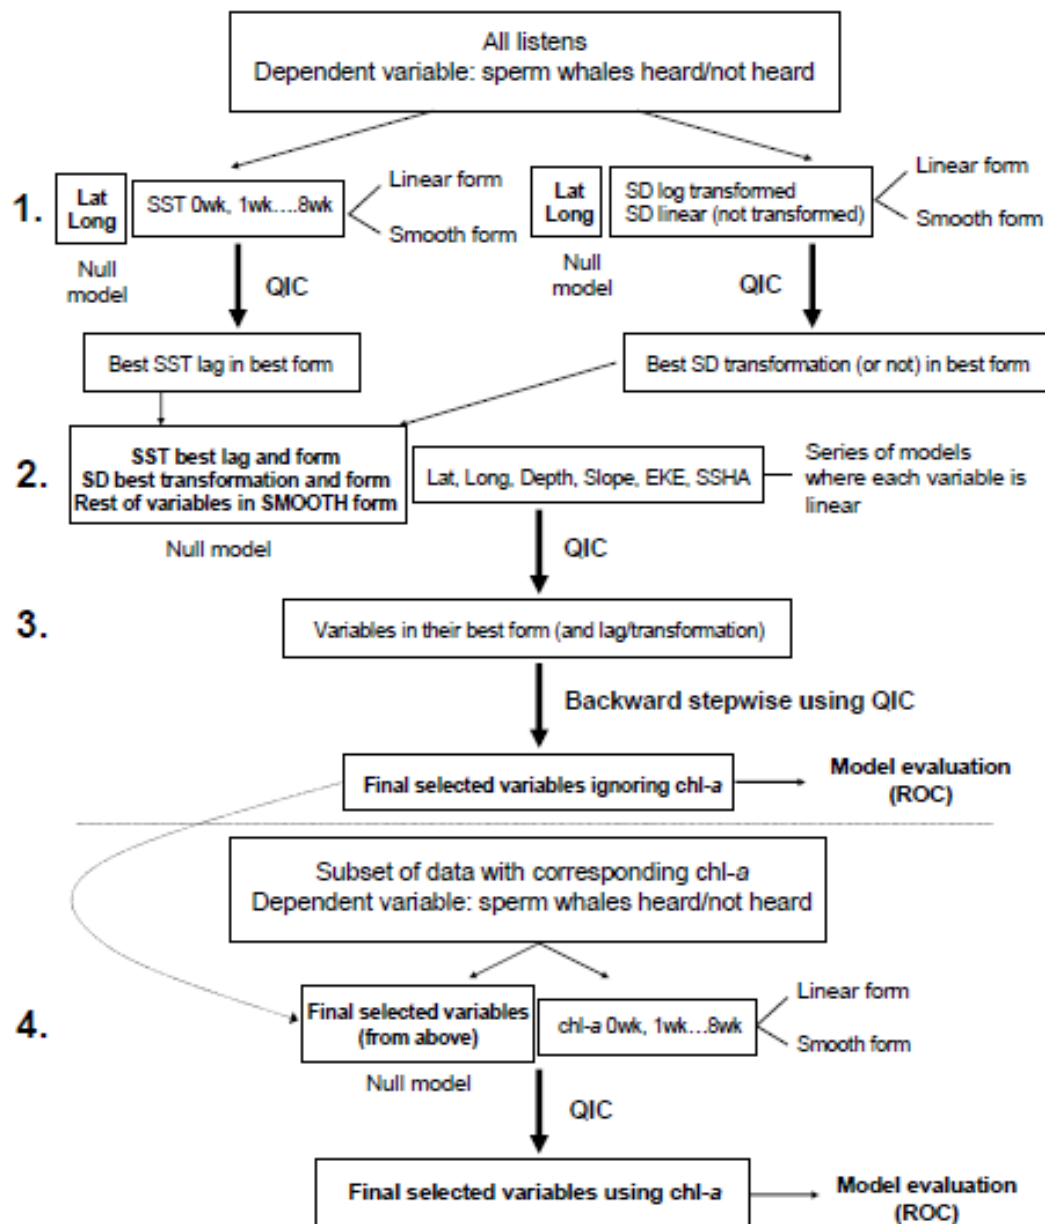 All listens
Dependent variable: sperm whales heard/not heard
1.
Lat
Long
Null
model
SST 0wk, 1wk....8wk
Linear form
Smooth form
QIC
Lat
Long
Null
model
SD log transformed
SD linear (not transformed)
Linear form
Smooth form
QIC
Best SST lag in best form
Best SD transformation (or not) in best form
2.
SST best lag and form
SD best transformation and form
Rest of variables in SMOOTH form
Null model
Lat, Long, Depth, Slope, EKE, SSHA
Series of models
where each variable is
linear
QIC
3.
Variables in their best form (and lag/transformation)
Backward stepwise using QIC
Final selected variables ignoring chl-a
Model evaluation
(ROC)
Subset of data with corresponding chl-a
Dependent variable: sperm whales heard/not heard
4.
Final selected variables
(from above)
Null model
chl-a 0wk, 1wk...8wk
Linear form
Smooth form
QIC
Final selected variables using chl-a
Model evaluation
(ROC)